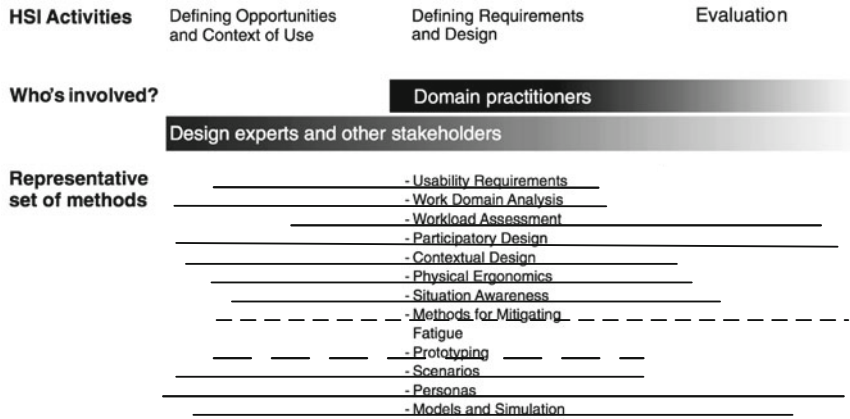 HSI Activities
Defining Opportunities
and Context of Use
Defining Requirements
and Design
Evaluation
Who's involved?
Domain practitioners
Design experts and other stakeholders
Representative
set of methods
- Usability Requirements
- Work Domain Analysis
- Workload Assessment
- Participatory Design
- Contextual Design
- Physical Ergonomics
- Situation Awareness
- Methods for Mitigating
Fatigue
- Prototyping
- Scenarios
- Personas
- Models and Simulation